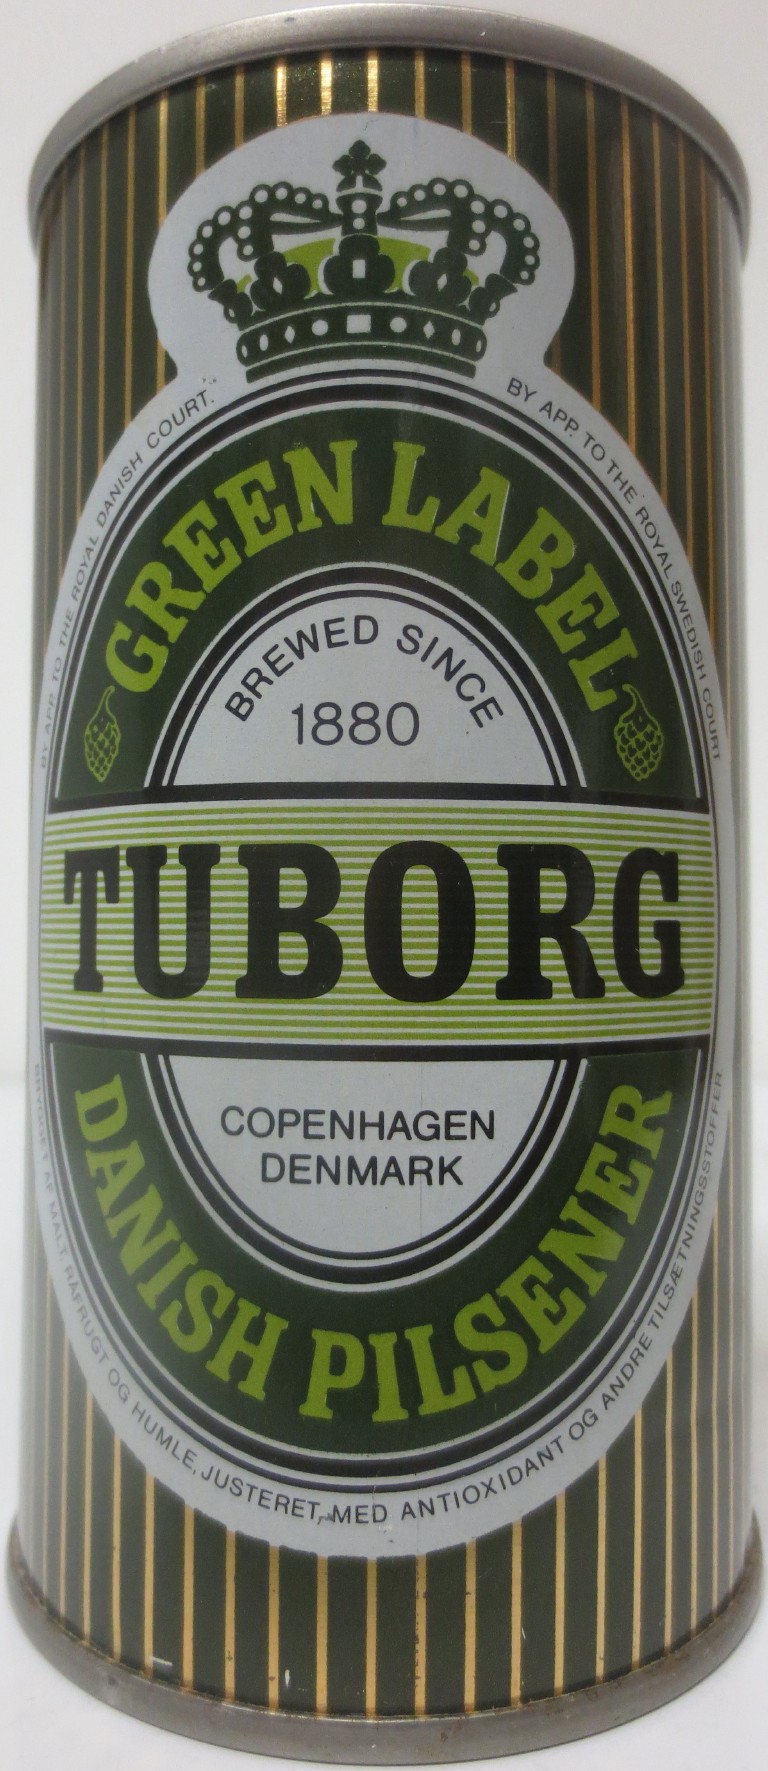 BY APP. TO THE ROYAL DANISH COURT.
BY APP. TO THE ROYAL SWEDISH COURT
GREEN LABEL
BREWED SINCE
1880
TUBORG
COPENHAGEN
DENMARK
DANISH PILSENER
BRYGGET AF MALT, RÅFRUGT OG HUMLE, JUSTERET, MED ANTIOXIDANT OG ANDRE TILSÆTNINGSSTOFFER